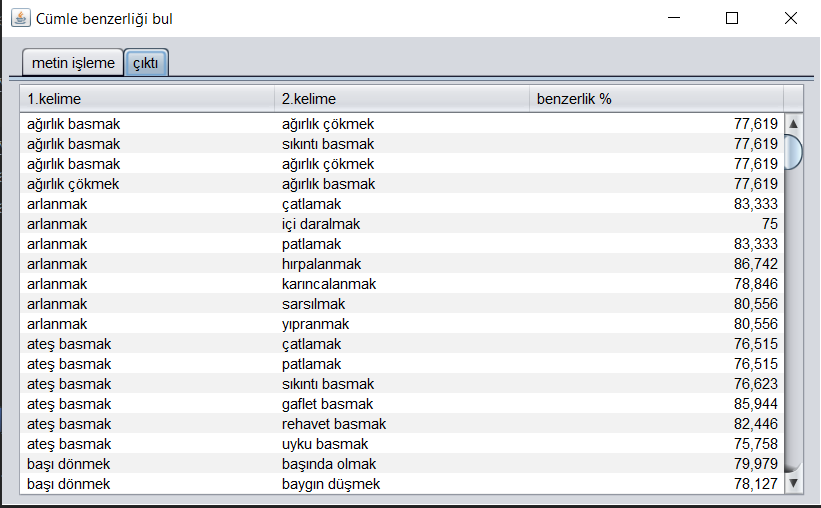 Cümle benzerliği bul
metin işleme çıktı
1.kelime 2.kelime benzerlik %
ağırlık basmak ağırlık çökmek 77,619
ağırlık basmak sıkıntı basmak 77,619
ağırlık basmak ağırlık çökmek 77,619
ağırlık çökmek ağırlık basmak 77,619
arlanmak çatlamak 83,333
arlanmak içi daralmak 75
arlanmak patlamak 83,333
arlanmak hırpalanmak 86,742
arlanmak karıncalanmak 78,846
arlanmak sarsılmak 80,556
arlanmak yıpranmak 80,556
ateş basmak çatlamak 76,515
ateş basmak patlamak 76,515
ateş basmak sıkıntı basmak 76,623
ateş basmak gaflet basmak 85,944
ateş basmak rehavet basmak 82,446
ateş basmak uyku basmak 75,758
başı dönmek başında olmak 79,979
başı dönmek baygın düşmek 78,127